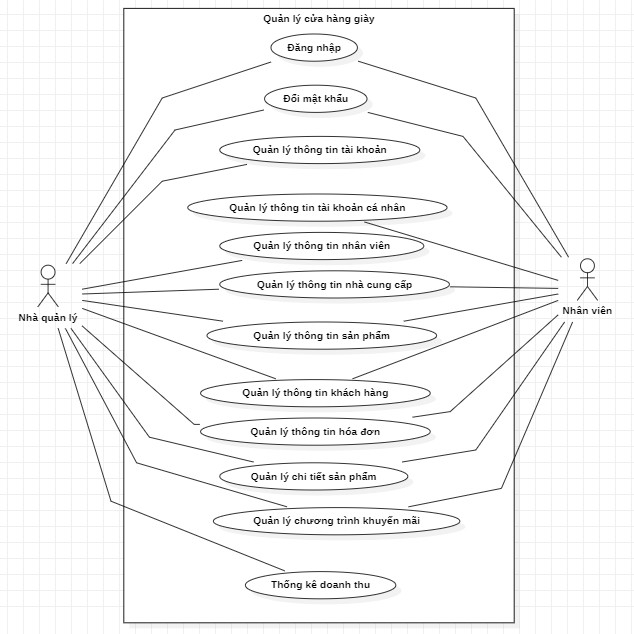 Quản lý cửa hàng giày
Đăng nhập
Đổi mật khẩu
Quản lý thông tin tài khoản
Quản lý thông tin tài khoản cá nhân
Quản lý thông tin nhân viên
Quản lý thông tin nhà cung cấp
Nhà quản lý
Nhân viên
Quản lý thông tin sản phẩm
Quản lý thông tin khách hàng
Quản lý thông tin hóa đơn
Quản lý chi tiết sản phẩm
Quản lý chương trình khuyến mãi
Thống kê doanh thu